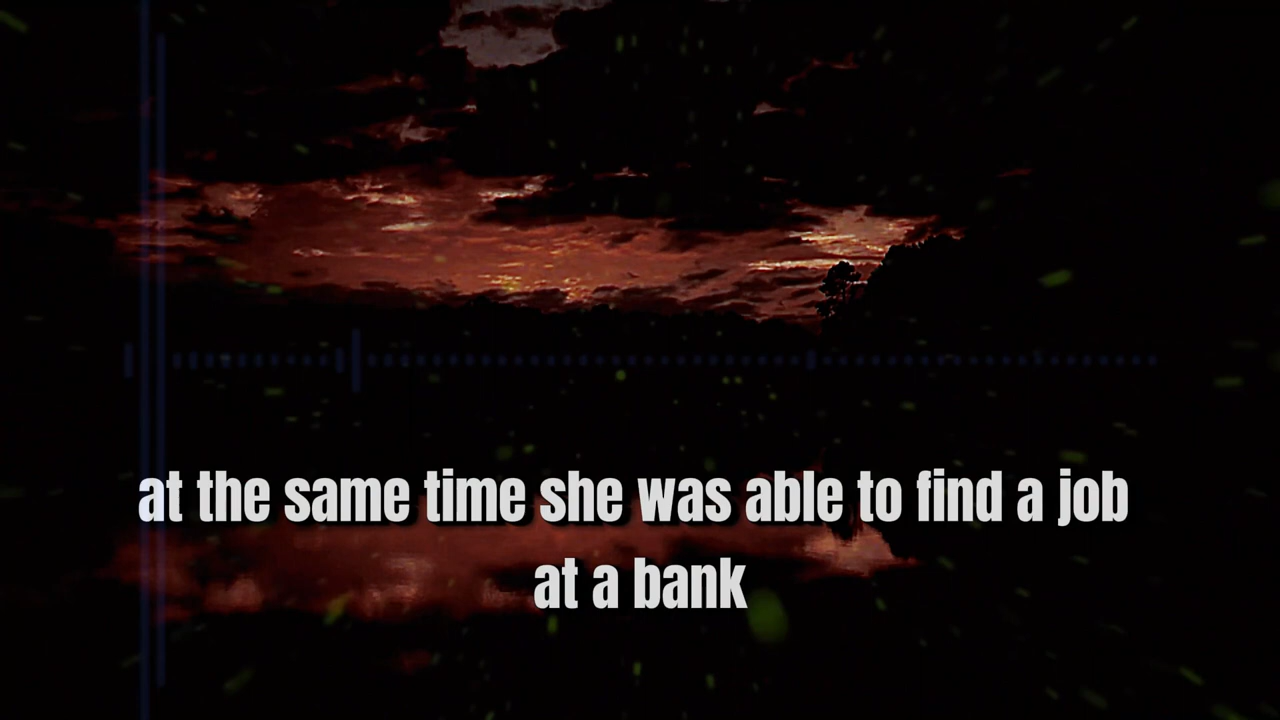 at the same time she was able to find a job
at a bank